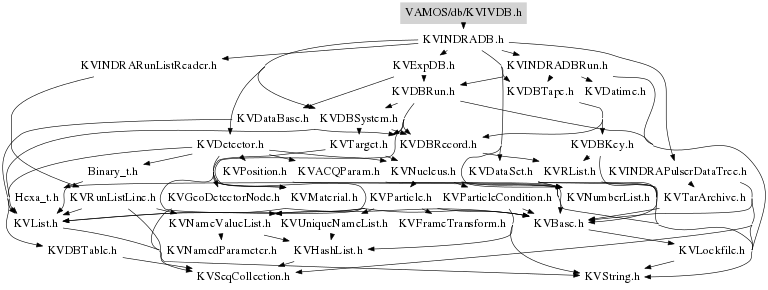 VAMOS/db/KVIVDB.h
KVINDRADB.h
KVINDRARunListReader.h
KVExpDB.h
KVINDRADBRun.h
KVDBRun.h
KVDBTape.h
KVDatime.h
KVDataBase.h
KVDBSystem.h
KVDetector.h
KVTarget.h
KVDBRecord.h
KVDBKey.h
Binary_t.h
KVPosition.h
KVACQParam.h
KVNucleus.h
KVDataSet.h
KVRList.h
KVINDRAPulserDataTree.h
Hexa_t.h
KVRunListLine.h
KVGeoDetectorNode.h
KVMaterial.h
KVParticle.h
KVParticleCondition.h
KVNumberList.h
KVTarArchive.h
KVList.h
KVNameValueList.h
KVUniqueNameList.h
KVFrameTransform.h
KVBase.h
KVDBTable.h
KVNamedParameter.h
KVHashList.h
KVLockfile.h
KVSeqCollection.h
KVString.h